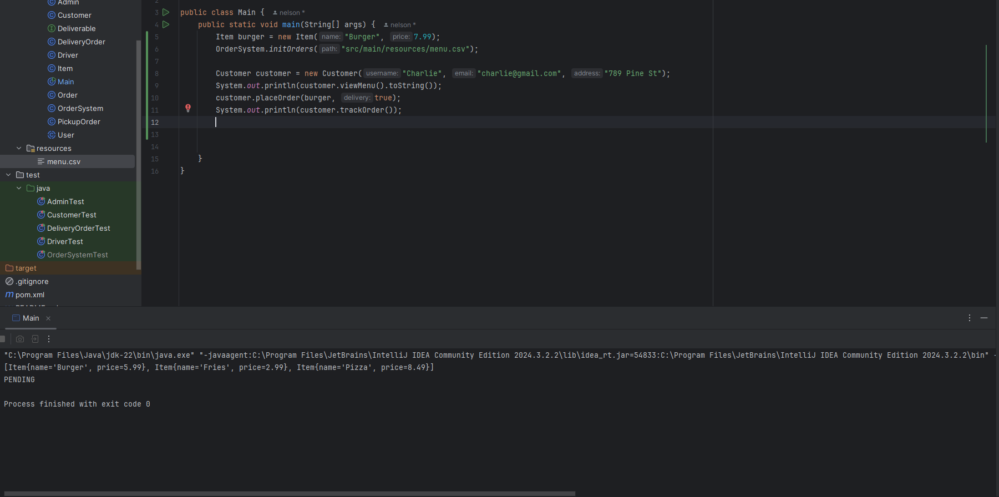 Admin
Customer
Deliverable
DeliveryOrder
Driver
Item
Main
Order
OrderSystem
PickupOrder
User
resources
menu.csv
test
java
AdminTest
CustomerTest
DeliveryOrderTest
DriverTest
OrderSystemTest
target
.gitignore
pom.xml
2
3 public class Main { nelson *
4 public static void main(String[] args) { nelson *
5 Item burger = new Item( name: "Burger", price: 7.99);
6 OrderSystem.initOrders( path: "src/main/resources/menu.csv");
7
8 Customer customer = new Customer( username: "Charlie", email: "charlie@gmail.com", address: "789 Pine St");
9 System.out.println(customer.viewMenu().toString());
10 customer.placeOrder(burger, delivery: true);
11 System.out.println(customer.trackOrder());
12
13
14
15 }
16 }
Main
"C:\Program Files\Java\jdk-22\bin\java.exe" "-javaagent:C:\Program Files\JetBrains\IntelliJ IDEA Community Edition 2024.3.2.2\lib\idea_rt.jar=54833:C:\Program Files\JetBrains\IntelliJ IDEA Community Edition 2024.3.2.2\bin" -
[Item{name='Burger', price=5.99}, Item{name='Fries', price=2.99}, Item{name='Pizza', price=8.49}]
PENDING
Process finished with exit code 0